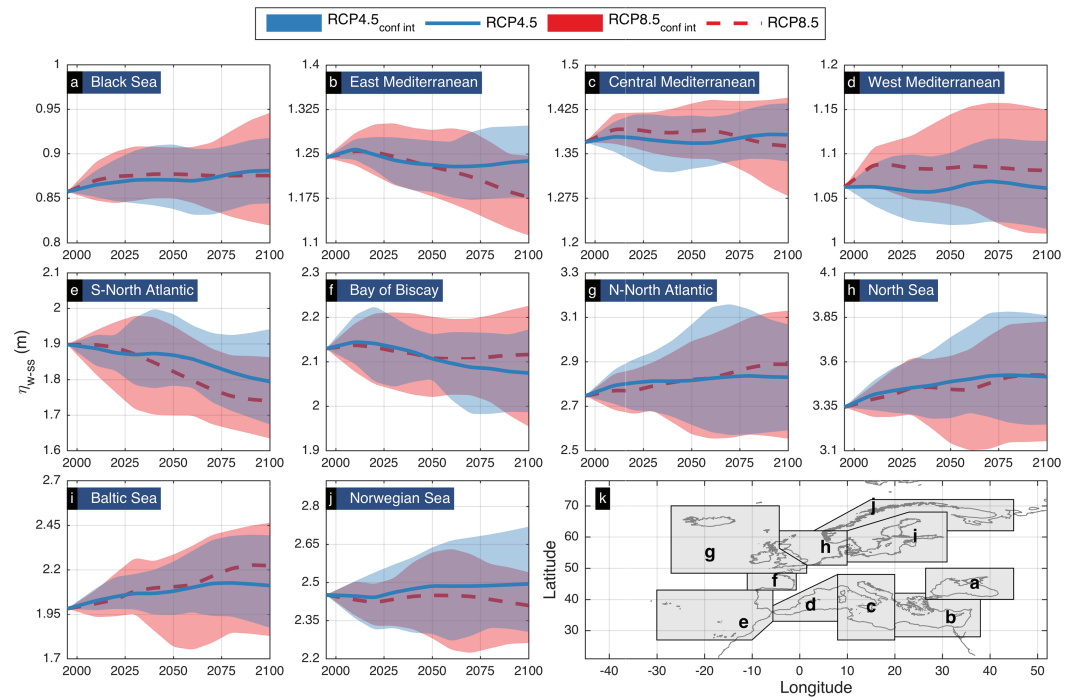 RCP4.5conf int RCP4.5 RCP8.5conf int RCP8.5
a Black Sea
1
0.95
0.9
0.85
0.8
2000 2025 2050 2075 2100
b East Mediterranean
1.4
1.325
1.25
1.175
1.1
2000 2025 2050 2075 2100
c Central Mediterranean
1.5
1.425
1.35
1.275
1.2
2000 2025 2050 2075 2100
d West Mediterranean
1.2
1.15
1.1
1.05
1
2000 2025 2050 2075 2100
ηw-ss (m)
e S-North Atlantic
2.1
2
1.9
1.8
1.7
1.6
2000 2025 2050 2075 2100
f Bay of Biscay
2.3
2.2
2.1
2
1.9
2000 2025 2050 2075 2100
g N-North Atlantic
3.3
3.1
2.9
2.7
2.5
2000 2025 2050 2075 2100
h North Sea
4.1
3.85
3.6
3.35
3.1
2000 2025 2050 2075 2100
i Baltic Sea
2.7
2.45
2.2
1.95
1.7
2000 2025 2050 2075 2100
j Norwegian Sea
2.8
2.65
2.5
2.35
2.2
2000 2025 2050 2075 2100
k
Latitude
70
60
50
40
30
j
g h i
f a
d c b
e
-40 -30 -20 -10 0 10 20 30 40 50
Longitude